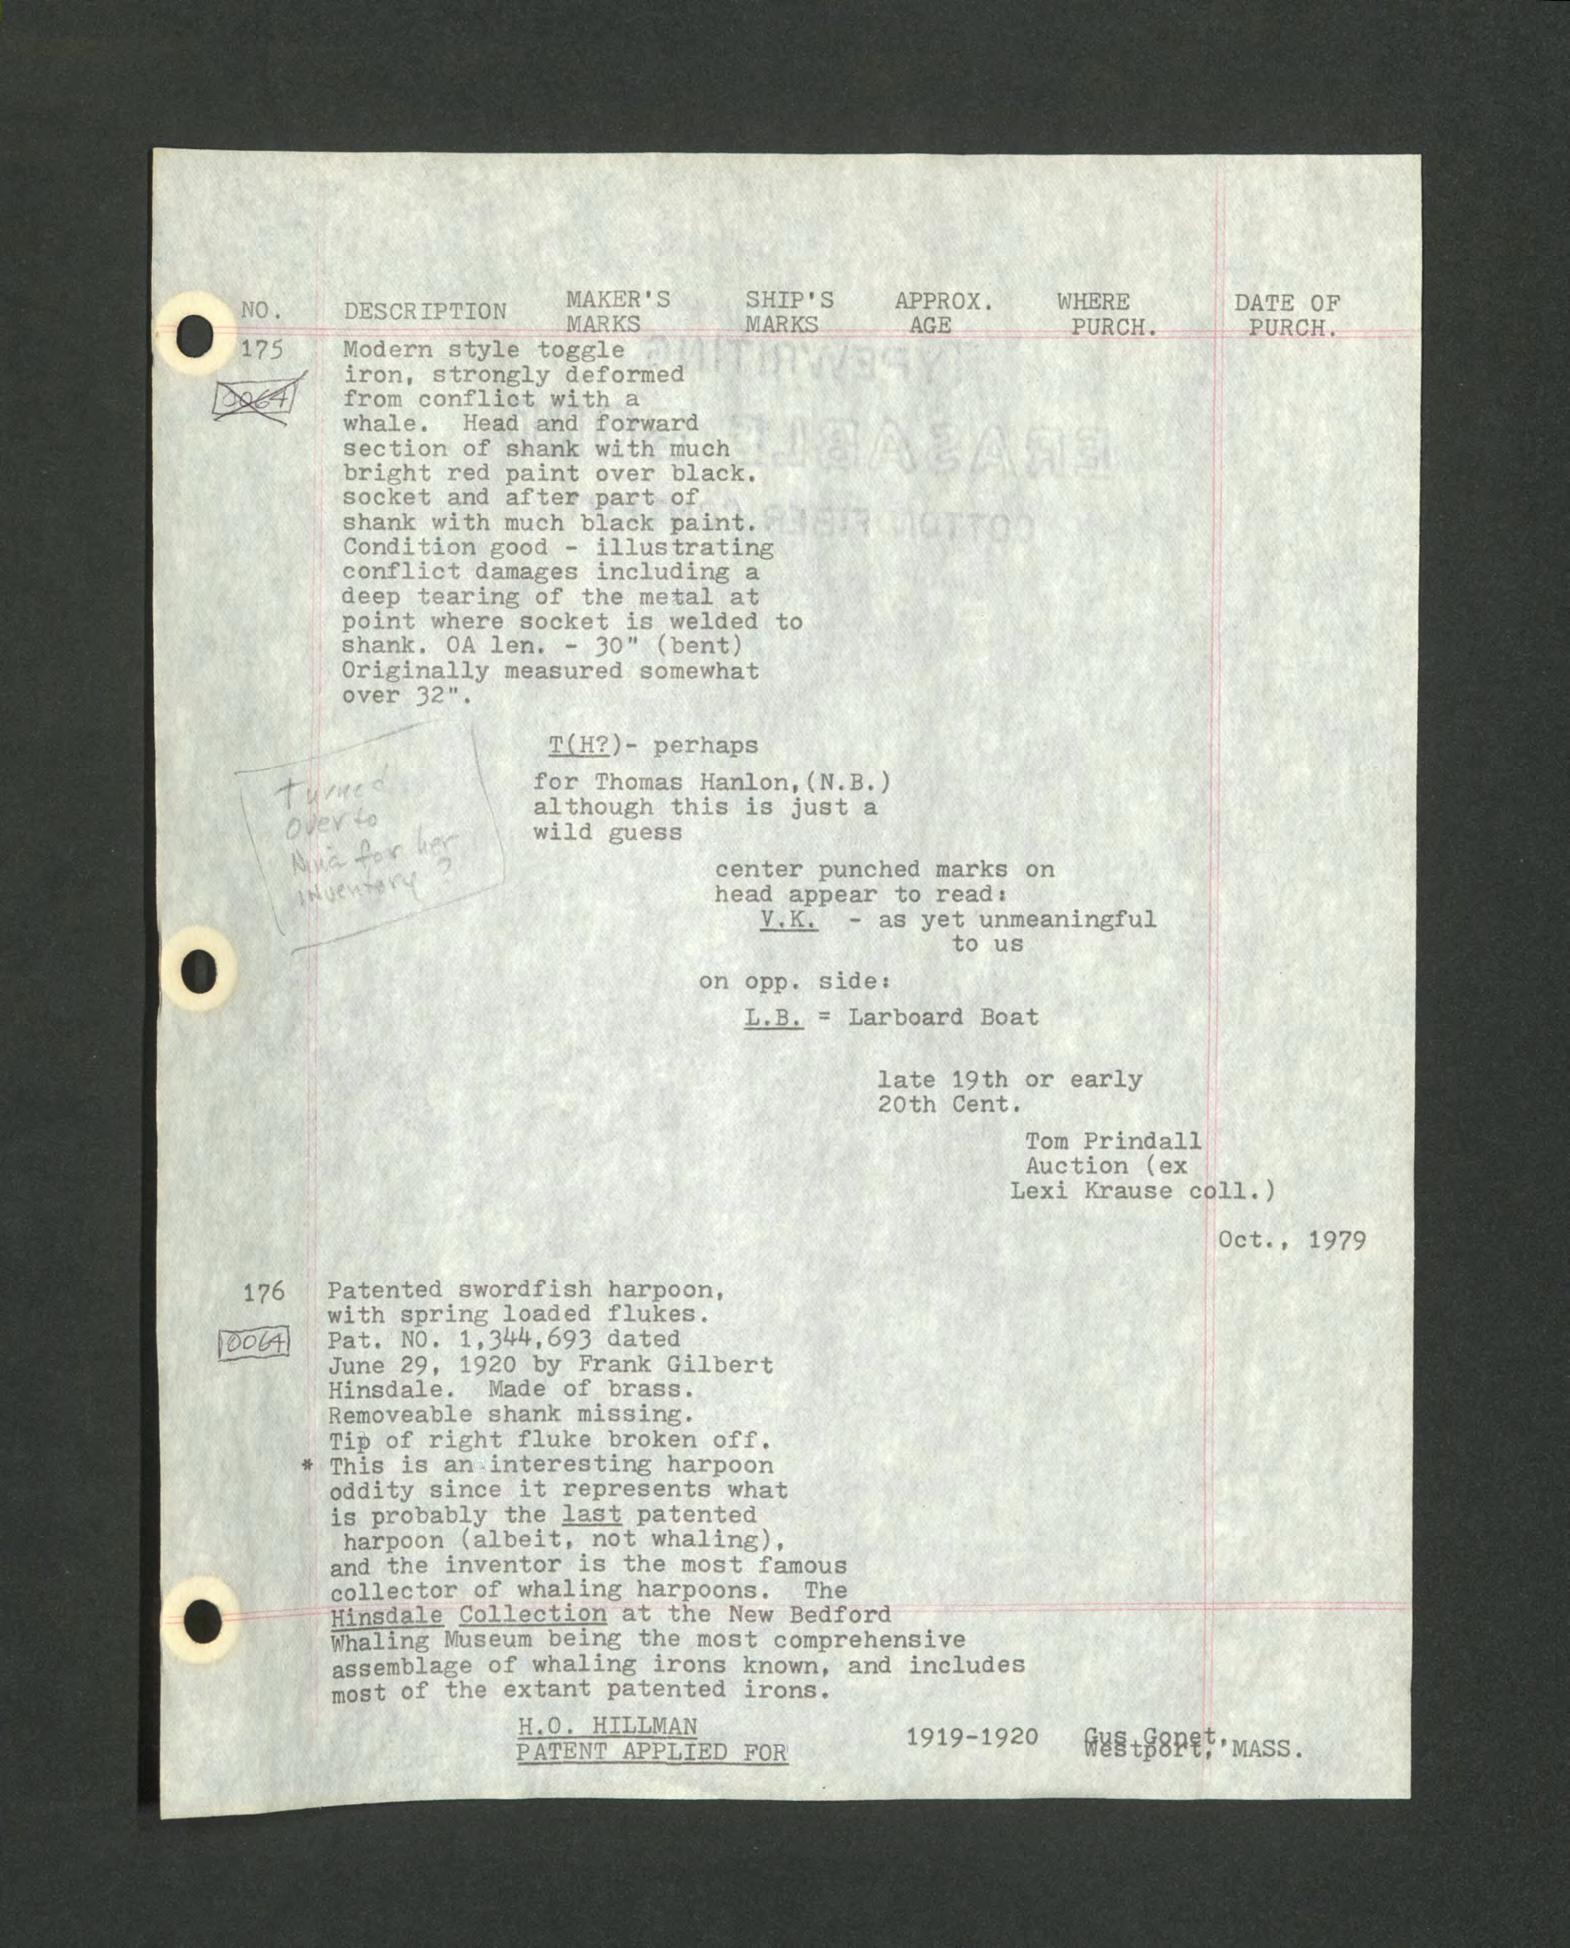 NO. DESCRIPTION MAKER'S MARKS SHIP'S MARKS APPROX. AGE WHERE PURCH. DATE OF PURCH.
175 Modern style toggle
iron, strongly deformed
0064 from conflict with a
whale. Head and forward
section of shank with much
bright red paint over black.
socket and after part of
shank with much black paint.
Condition good - illustrating
conflict damages including a
deep tearing of the metal at
point where socket is welded to
shank. OA len. - 30" (bent)
Originally measured somewhat
over 32".
T(H?)- perhaps
for Thomas Hanlon,(N.B.)
although this is just a
wild guess
Turned
over to
Nina for her
inventory?
center punched marks on
head appear to read:
V.K. - as yet unmeaningful
to us
on opp. side:
L.B. = Larboard Boat
late 19th or early
20th Cent.
Tom Prindall
Auction (ex
Lexi Krause coll.)
Oct., 1979
176 Patented swordfish harpoon,
with spring loaded flukes.
0064 Pat. NO. 1,344,693 dated
June 29, 1920 by Frank Gilbert
Hinsdale. Made of brass.
Removeable shank missing.
Tip of right fluke broken off.
* This is an interesting harpoon
oddity since it represents what
is probably the last patented
harpoon (albeit, not whaling),
and the inventor is the most famous
collector of whaling harpoons. The
Hinsdale Collection at the New Bedford
Whaling Museum being the most comprehensive
assemblage of whaling irons known, and includes
most of the extant patented irons.
H.O. HILLMAN
PATENT APPLIED FOR
1919-1920
Gus Gonet,
Westport, MASS.
TYPEWRITING
ERASABLE
COTTON FIBER